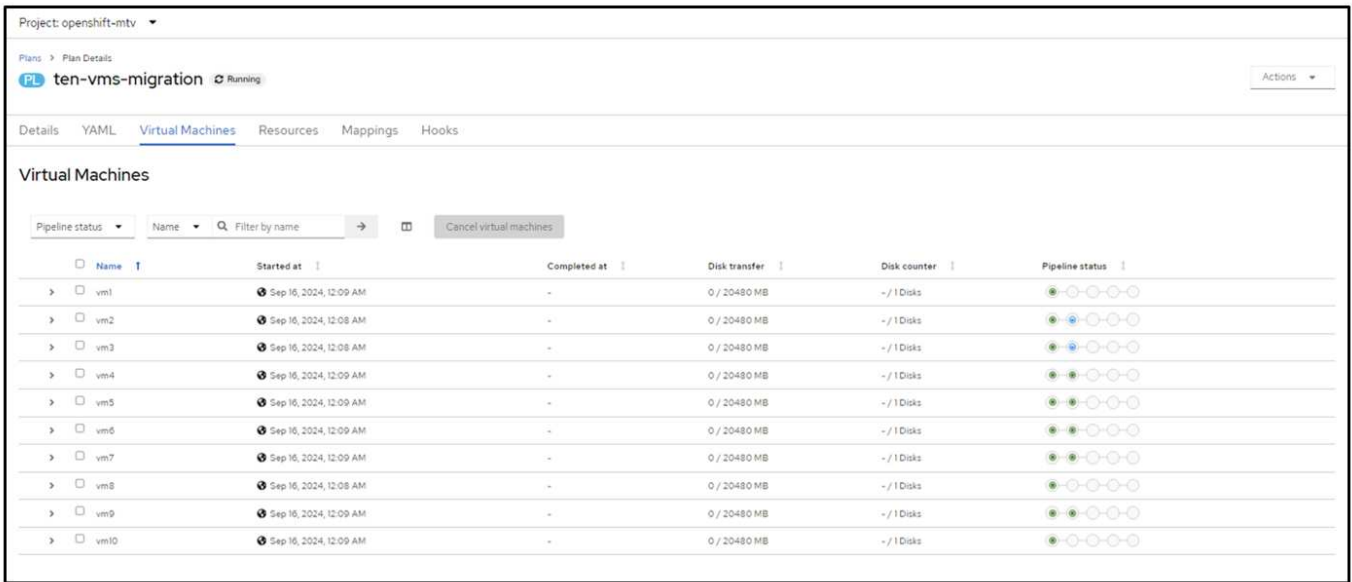 Project: openshift-mtv
Plans > Plan Details
PL ten-vms-migration Running
Actions
Details YAML Virtual Machines Resources Mappings Hooks
Virtual Machines
Pipeline status Name Filter by name Cancel virtual machines
Name Started at Completed at Disk transfer Disk counter Pipeline status
vm1 Sep 16, 2024, 12:09 AM - 0 / 20480 MB - / 1 Disks
vm2 Sep 16, 2024, 12:08 AM - 0 / 20480 MB - / 1 Disks
vm3 Sep 16, 2024, 12:08 AM - 0 / 20480 MB - / 1 Disks
vm4 Sep 16, 2024, 12:09 AM - 0 / 20480 MB - / 1 Disks
vm5 Sep 16, 2024, 12:09 AM - 0 / 20480 MB - / 1 Disks
vm6 Sep 16, 2024, 12:09 AM - 0 / 20480 MB - / 1 Disks
vm7 Sep 16, 2024, 12:09 AM - 0 / 20480 MB - / 1 Disks
vm8 Sep 16, 2024, 12:08 AM - 0 / 20480 MB - / 1 Disks
vm9 Sep 16, 2024, 12:09 AM - 0 / 20480 MB - / 1 Disks
vm10 Sep 16, 2024, 12:09 AM - 0 / 20480 MB - / 1 Disks